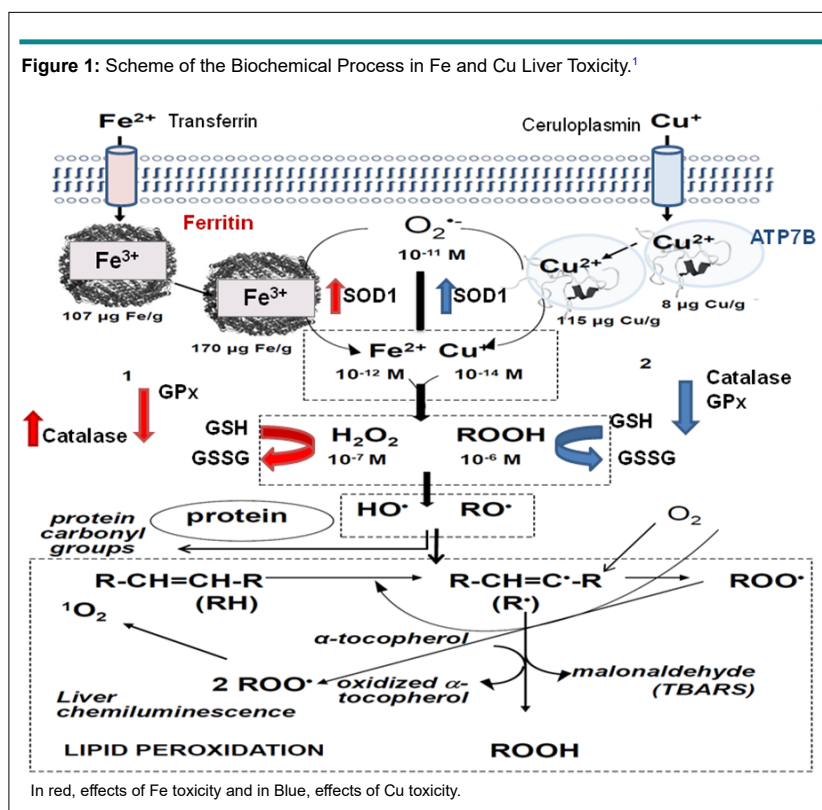 Figure 1: Scheme of the Biochemical Process in Fe and Cu Liver Toxicity.¹
Fe²⁺ Transferrin
Ceruloplasmin Cu⁺
Ferritin
O₂•⁻
10⁻¹¹ M
Cu²⁺
ATP7B
Fe³⁺
Cu²⁺
Fe³⁺
SOD1
SOD1
8 µg Cu/g
107 µg Fe/g
115 µg Cu/g
170 µg Fe/g
Fe²⁺ Cu⁺
10⁻¹² M 10⁻¹⁴ M
1
2
GPx
Catalase
Catalase
GPx
GSH
GSSG
H₂O₂
10⁻⁷ M
ROOH
10⁻⁶ M
GSH
GSSG
HO• RO•
protein
protein
carbonyl
groups
O₂
R-CH=CH-R
(RH)
R-CH=C•-R
(R•)
ROO•
¹O₂
α-tocopherol
2 ROO•
oxidized α-
tocopherol
malonaldehyde
(TBARS)
Liver
chemiluminescence
LIPID PEROXIDATION
ROOH
In red, effects of Fe toxicity and in Blue, effects of Cu toxicity.